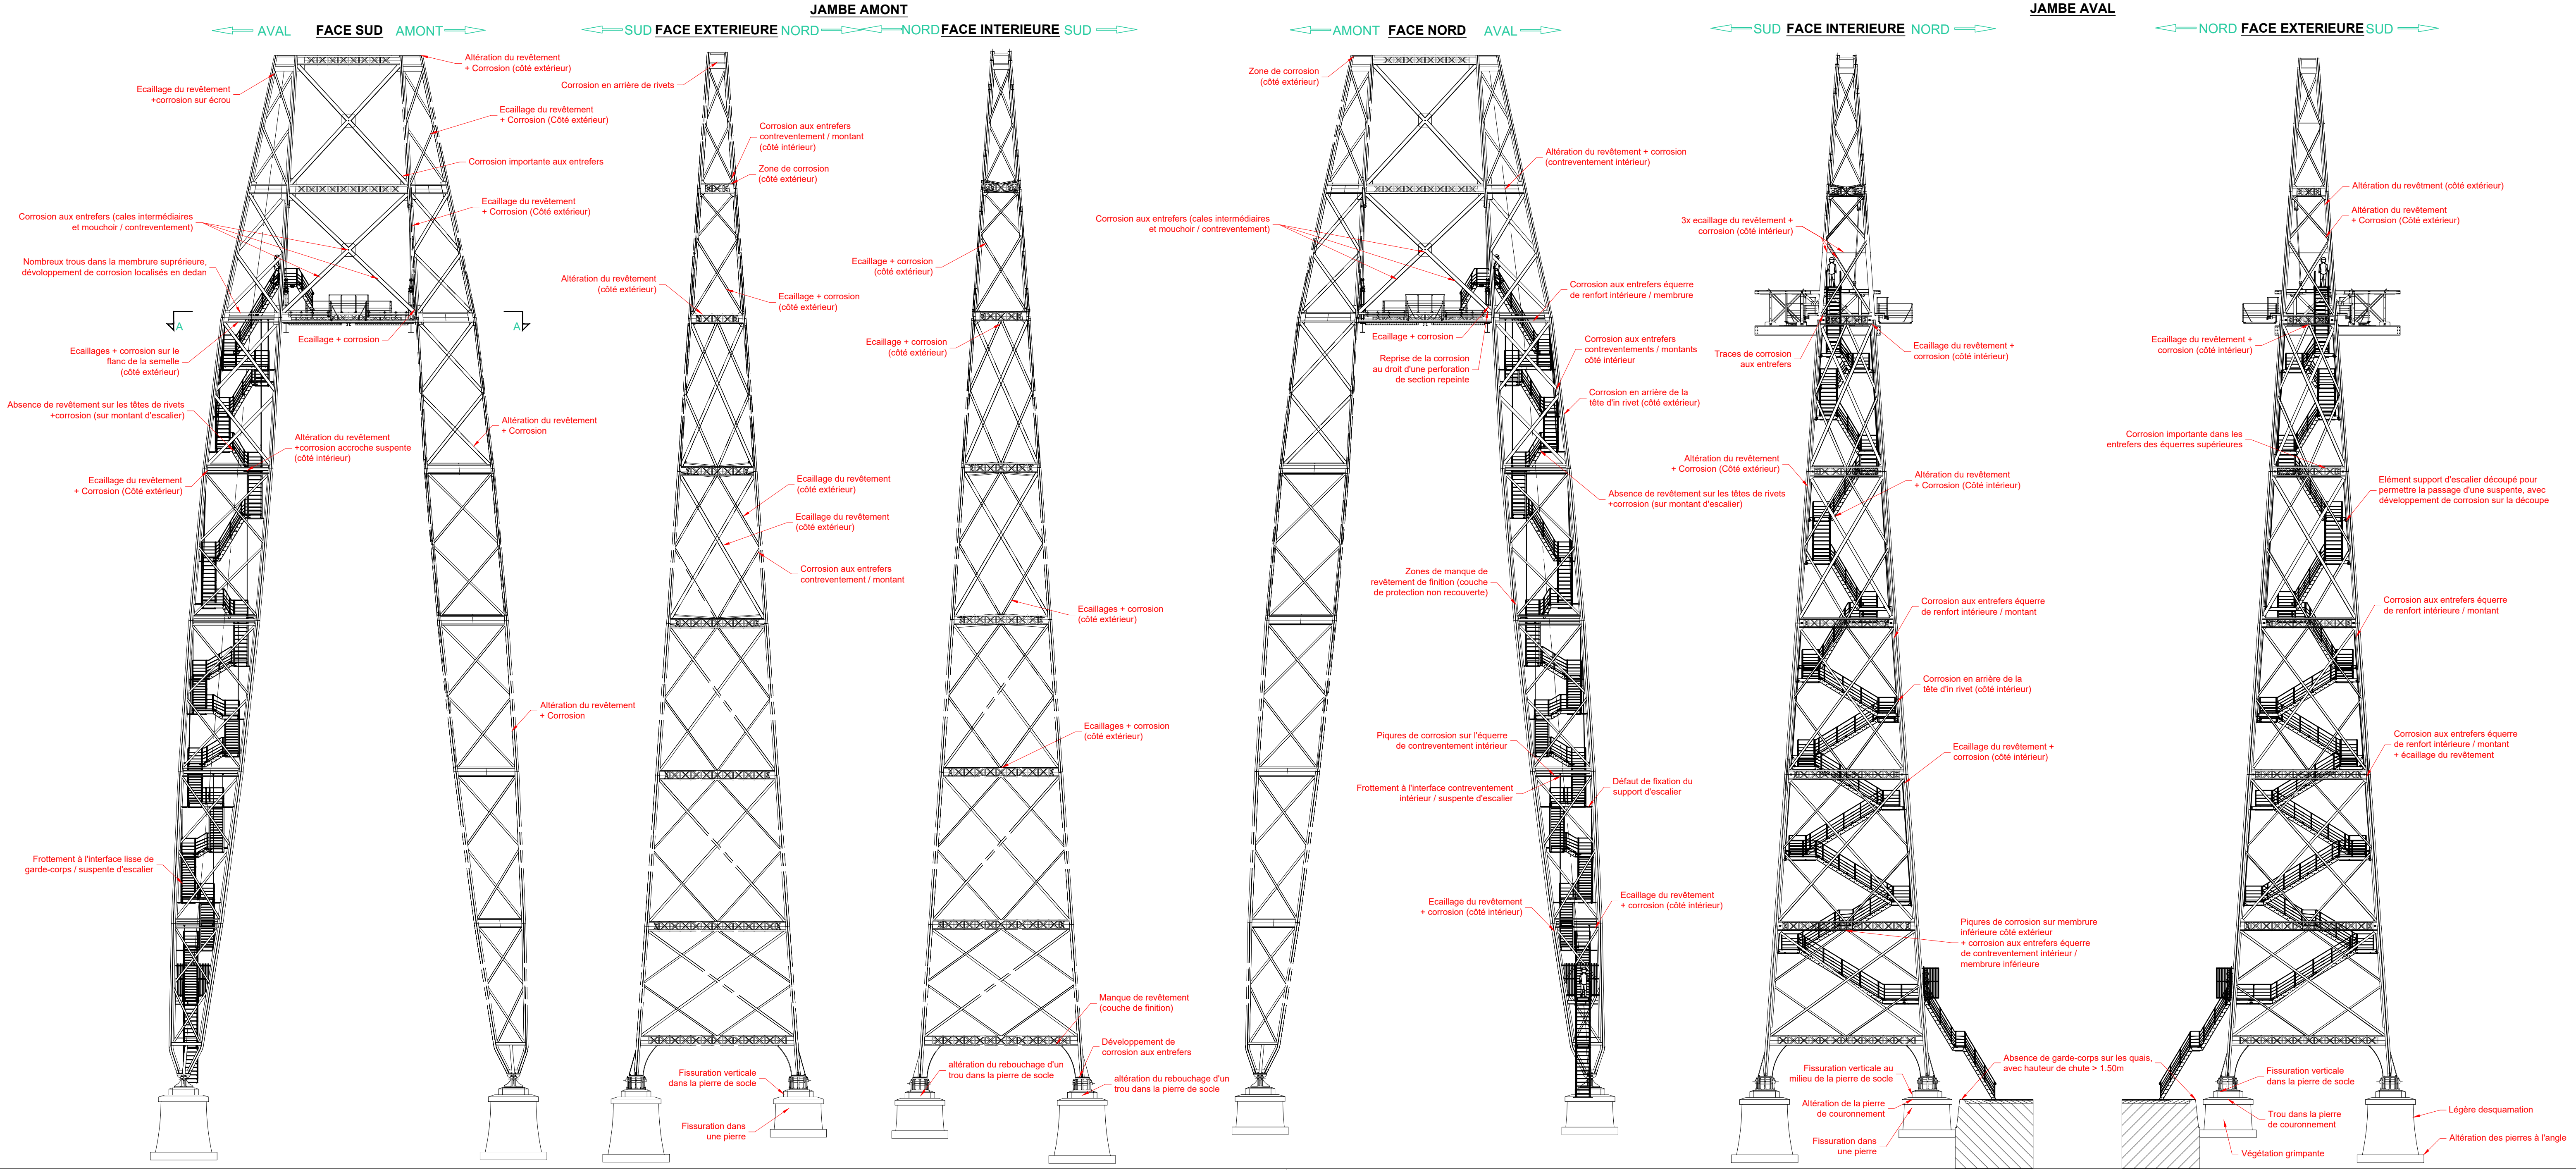 JAMBE AMONT
JAMBE AVAL
AVAL FACE SUD AMONT
SUD FACE EXTERIEURE NORD
NORD FACE INTERIEURE SUD
AMONT FACE NORD AVAL
SUD FACE INTERIEURE NORD
NORD FACE EXTERIEURE SUD
Ecaillage du revêtement
+corrosion sur écrou
Altération du revêtement
+ Corrosion (côté extérieur)
Ecaillage du revêtement
+ Corrosion (Côté extérieur)
Corrosion importante aux entrefers
Ecaillage du revêtement
+ Corrosion (Côté extérieur)
Corrosion aux entrefers (cales intermédiaires
et mouchoir / contreventement)
Nombreux trous dans la membrure suprérieure,
dévoloppement de corrosion localisés en dedan
A
A
Ecaillage + corrosion
Ecaillages + corrosion sur le
flanc de la semelle
(côté extérieur)
Absence de revêtement sur les têtes de rivets
+corrosion (sur montant d'escalier)
Altération du revêtement
+corrosion accroche suspente
(côté intérieur)
Altération du revêtement
+ Corrosion
Ecaillage du revêtement
+ Corrosion (Côté extérieur)
Altération du revêtement
+ Corrosion
Frottement à l'interface lisse de
garde-corps / suspente d'escalier
Corrosion en arrière de rivets
Corrosion aux entrefers
contreventement / montant
(côté intérieur)
Zone de corrosion
(côté extérieur)
Altération du revêtement
(côté extérieur)
Ecaillage + corrosion
(côté extérieur)
Ecaillage du revêtement
(côté extérieur)
Ecaillage du revêtement
(côté extérieur)
Corrosion aux entrefers
contreventement / montant
Fissuration verticale
dans la pierre de socle
Fissuration dans
une pierre
Ecaillage + corrosion
(côté extérieur)
Ecaillage + corrosion
(côté extérieur)
Ecaillages + corrosion
(côté extérieur)
Ecaillages + corrosion
(côté extérieur)
Manque de revêtement
(couche de finition)
Développement de
corrosion aux entrefers
altération du rebouchage d'un
trou dans la pierre de socle
altération du rebouchage d'un
trou dans la pierre de socle
Zone de corrosion
(côté extérieur)
Altération du revêtement + corrosion
(contreventement intérieur)
Corrosion aux entrefers (cales intermédiaires
et mouchoir / contreventement)
Corrosion aux entrefers équerre
de renfort intérieure / membrure
Ecaillage + corrosion
Reprise de la corrosion
au droit d'une perforation
de section repeinte
Corrosion aux entrefers
contreventements / montants
côté intérieur
Corrosion en arrière de la
tête d'in rivet (côté extérieur)
Absence de revêtement sur les têtes de rivets
+corrosion (sur montant d'escalier)
Zones de manque de
revêtement de finition (couche
de protection non recouverte)
Piqures de corrosion sur l'équerre
de contreventement intérieur
Frottement à l'interface contreventement
intérieur / suspente d'escalier
Défaut de fixation du
support d'escalier
Ecaillage du revêtement
+ corrosion (côté intérieur)
Ecaillage du revêtement
+ corrosion (côté intérieur)
3x ecaillage du revêtement +
corrosion (côté intérieur)
Traces de corrosion
aux entrefers
Ecaillage du revêtement +
corrosion (côté intérieur)
Altération du revêtement
+ Corrosion (Côté extérieur)
Altération du revêtement
+ Corrosion (Côté intérieur)
Corrosion aux entrefers équerre
de renfort intérieure / montant
Corrosion en arrière de la
tête d'in rivet (côté intérieur)
Ecaillage du revêtement +
corrosion (côté intérieur)
Piqures de corrosion sur membrure
inférieure côté extérieur
+ corrosion aux entrefers équerre
de contreventement intérieur /
membrure inférieure
Fissuration verticale au
milieu de la pierre de socle
Altération de la pierre
de couronnement
Fissuration dans
une pierre
Absence de garde-corps sur les quais,
avec hauteur de chute > 1.50m
Altération du revêtment (côté extérieur)
Altération du revêtement
+ Corrosion (Côté extérieur)
Ecaillage du revêtement +
corrosion (côté intérieur)
Corrosion importante dans les
entrefers des équerres supérieures
Elément support d'escalier découpé pour
permettre la passage d'une suspente, avec
développement de corrosion sur la découpe
Corrosion aux entrefers équerre
de renfort intérieure / montant
Corrosion aux entrefers équerre
de renfort intérieure / montant
+ écaillage du revêtement
Fissuration verticale
dans la pierre de socle
Trou dans la pierre
de couronnement
Végétation grimpante
Légère desquamation
Altération des pierres à l'angle